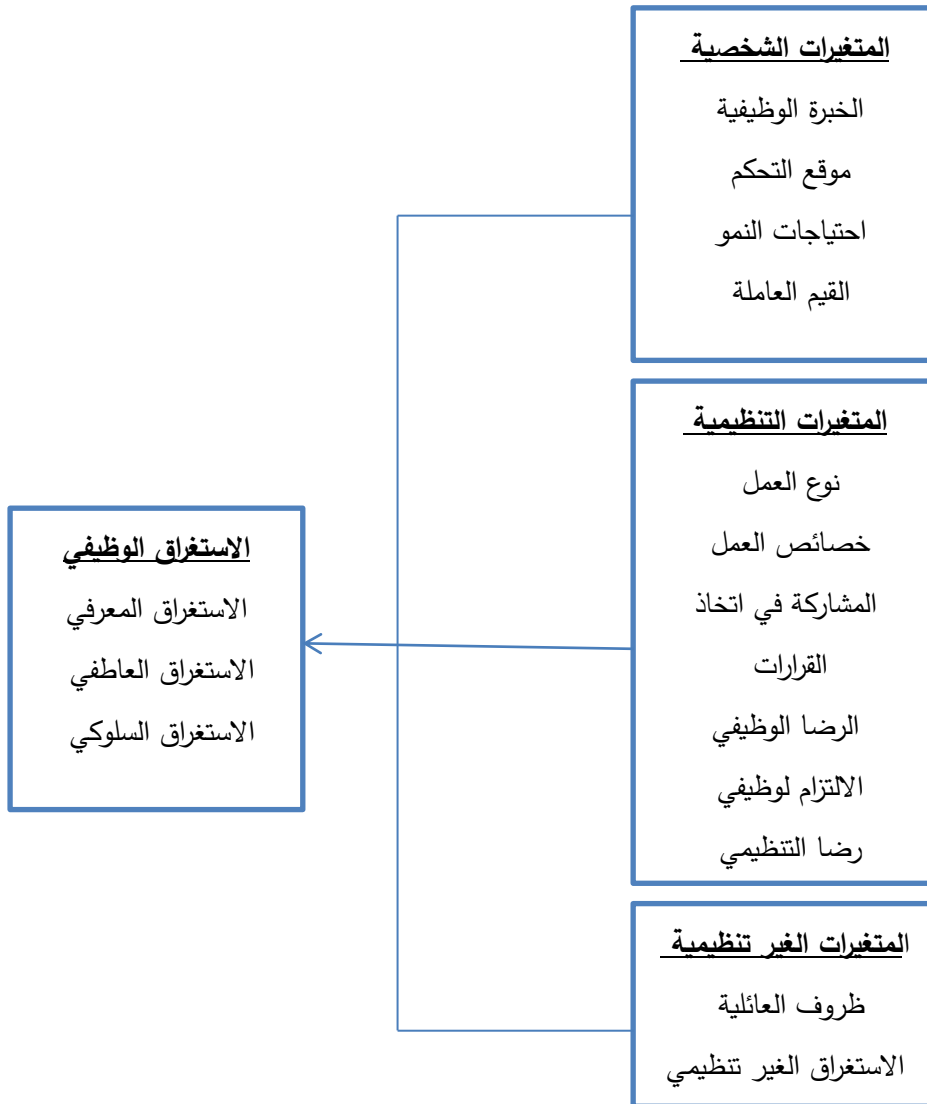 المتغيرات الشخصية
الخبرة الوظيفية
موقع التحكم
احتياجات النمو
القيم العاملة
المتغيرات التنظيمية
نوع العمل
خصائص العمل
المشاركة في اتخاذ
القرارات
الرضا الوظيفي
الالتزام لوظيفي
رضا التنظيمي
المتغيرات الغير تنظيمية
ظروف العائلية
الاستغراق الغير تنظيمي
الاستغراق الوظيفي
الاستغراق المعرفي
الاستغراق العاطفي
الاستغراق السلوكي